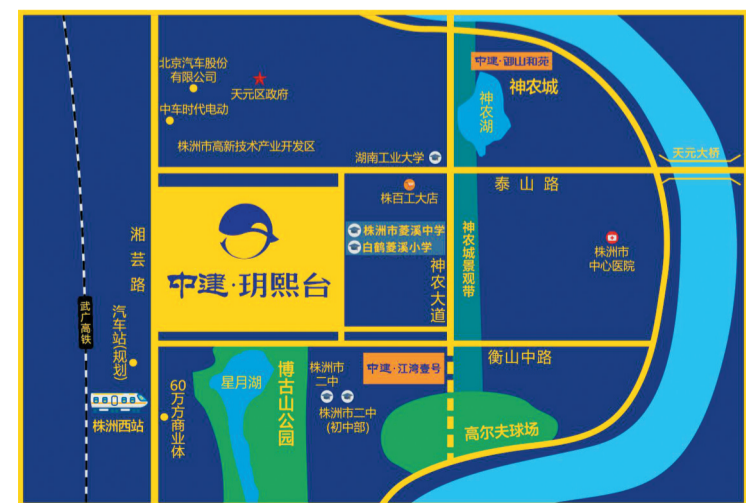 北京汽车股份
有限公司
天元区政府
中车时代电动
株洲市高新技术产业开发区
湖南工业大学
中建·御山和苑
神农城
神农湖
天元大桥
泰山路
株百工大店
株洲市菱溪中学
白鹤菱溪小学
神农大道
神农城景观带
株洲市
中心医院
湘芸路
中建·玥熙台
武广高铁
汽车站(规划)
株洲西站
60万方商业体
星月湖
博古山公园
株洲市
二中
株洲市二中
(初中部)
中建·江湾壹号
衡山中路
高尔夫球场